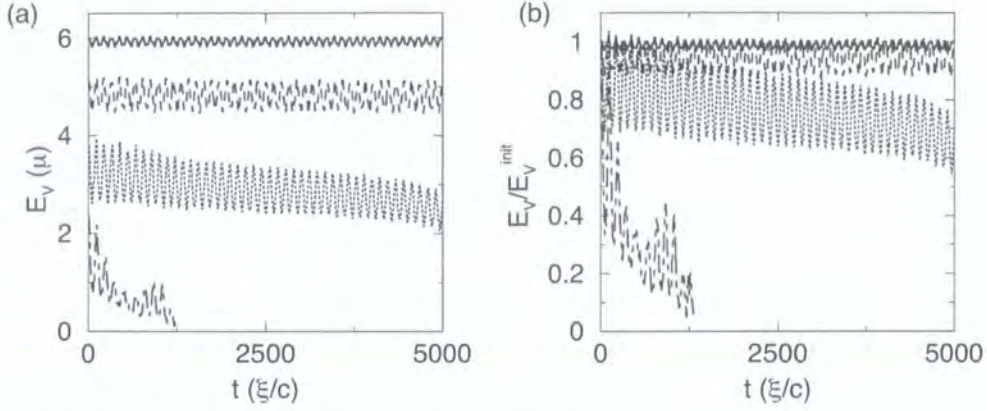 (a)
6
4
2
0
E_V (μ)
0 2500 5000
t (ξ/c)
(b)
1
0.8
0.6
0.4
0.2
0
E_V/E_V^init
0 2500 5000
t (ξ/c)